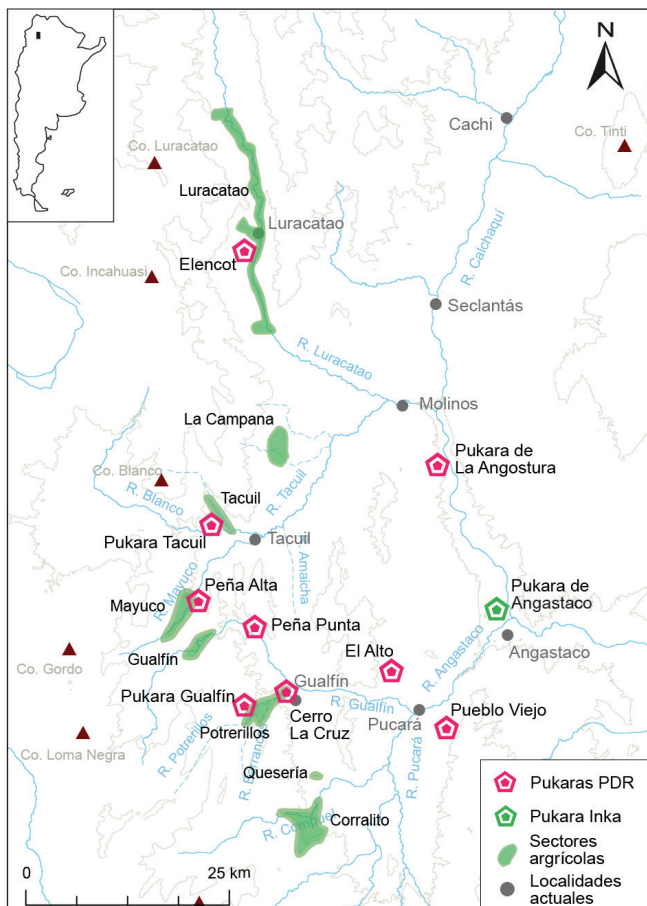 N
Cachi
Co. Tinti
Co. Luracatao
Luracatao
R. Calchaquí
Luracatao
Elencot
Co. Incahuasi
Seclantás
R. Luracatao
Molinos
La Campana
Pukara de
La Angostura
Co. Blanco
Tacuil
R. Tacuil
R. Blanco
Pukara Tacuil
Tacuil
R. Amaicha
R. Mayuco
Peña Alta
Pukara de
Angastaco
Mayuco
Peña Punta
Gualfín
El Alto
R. Angastaco
Angastaco
Co. Gordo
Gualfín
Pukara Gualfín
R. Gualfín
Cerro
La Cruz
Pucará
Pueblo Viejo
Potrerillos
R. Potrerillos
Co. Loma Negra
R. Pucará
Quesería
Corralito
Pukaras PDR
Pukara Inka
Sectores
argrícolas
Localidades
actuales
0
25 km